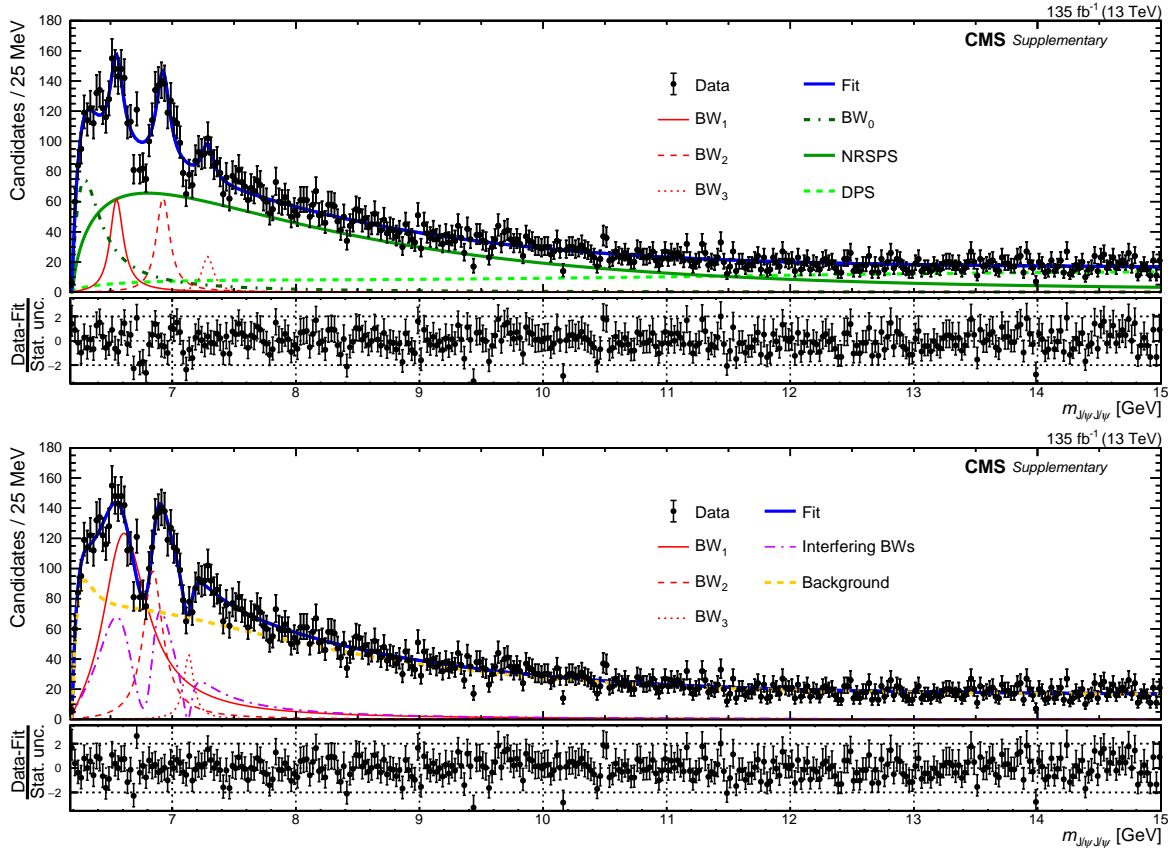 135 fb⁻¹ (13 TeV)
CMS Supplementary
Candidates / 25 MeV
180
160
140
120
100
80
60
40
20
0
Data
BW₁
BW₂
BW₃
Fit
BW₀
NRSPS
DPS
Data-Fit
Stat. unc.
2
0
−2
7 8 9 10 11 12 13 14 15
m_J/ψJ/ψ [GeV]
135 fb⁻¹ (13 TeV)
CMS Supplementary
Candidates / 25 MeV
180
160
140
120
100
80
60
40
20
0
Data
BW₁
BW₂
BW₃
Fit
Interfering BWs
Background
Data-Fit
Stat. unc.
2
0
−2
7 8 9 10 11 12 13 14 15
m_J/ψJ/ψ [GeV]